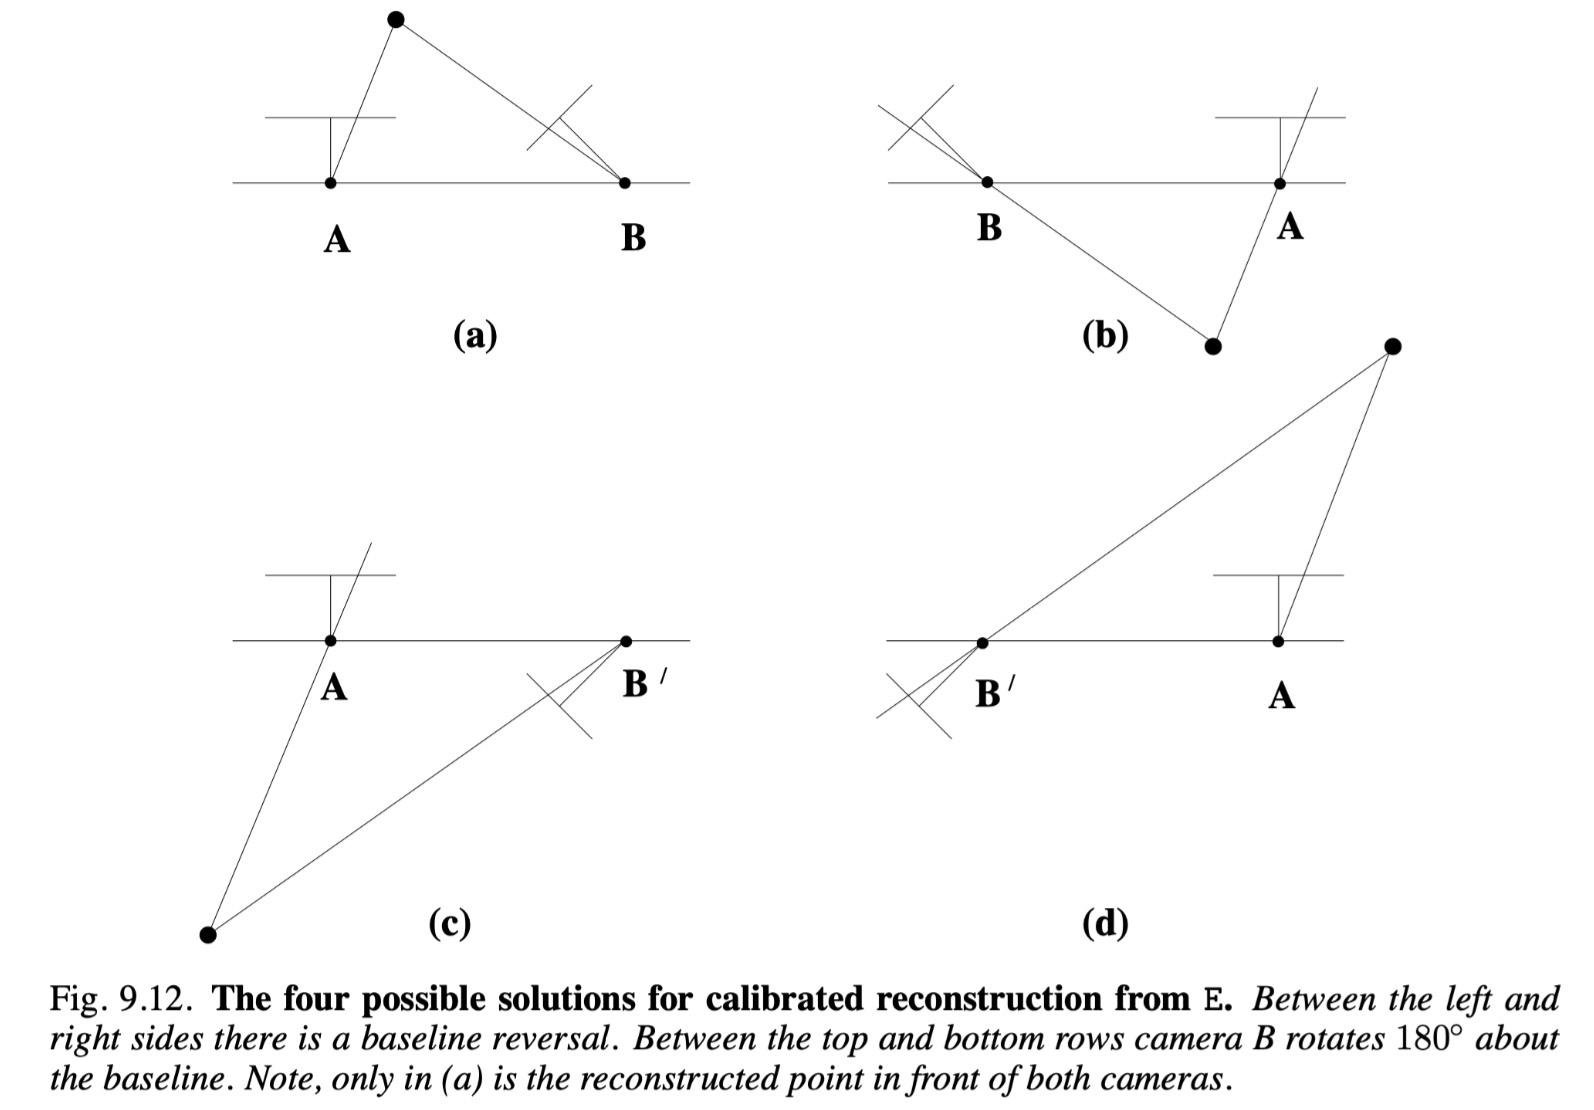 A
B
B
A
(a)
(b)
A
B /
B /
A
(c)
(d)
Fig. 9.12. The four possible solutions for calibrated reconstruction from E. Between the left and
right sides there is a baseline reversal. Between the top and bottom rows camera B rotates 180° about
the baseline. Note, only in (a) is the reconstructed point in front of both cameras.